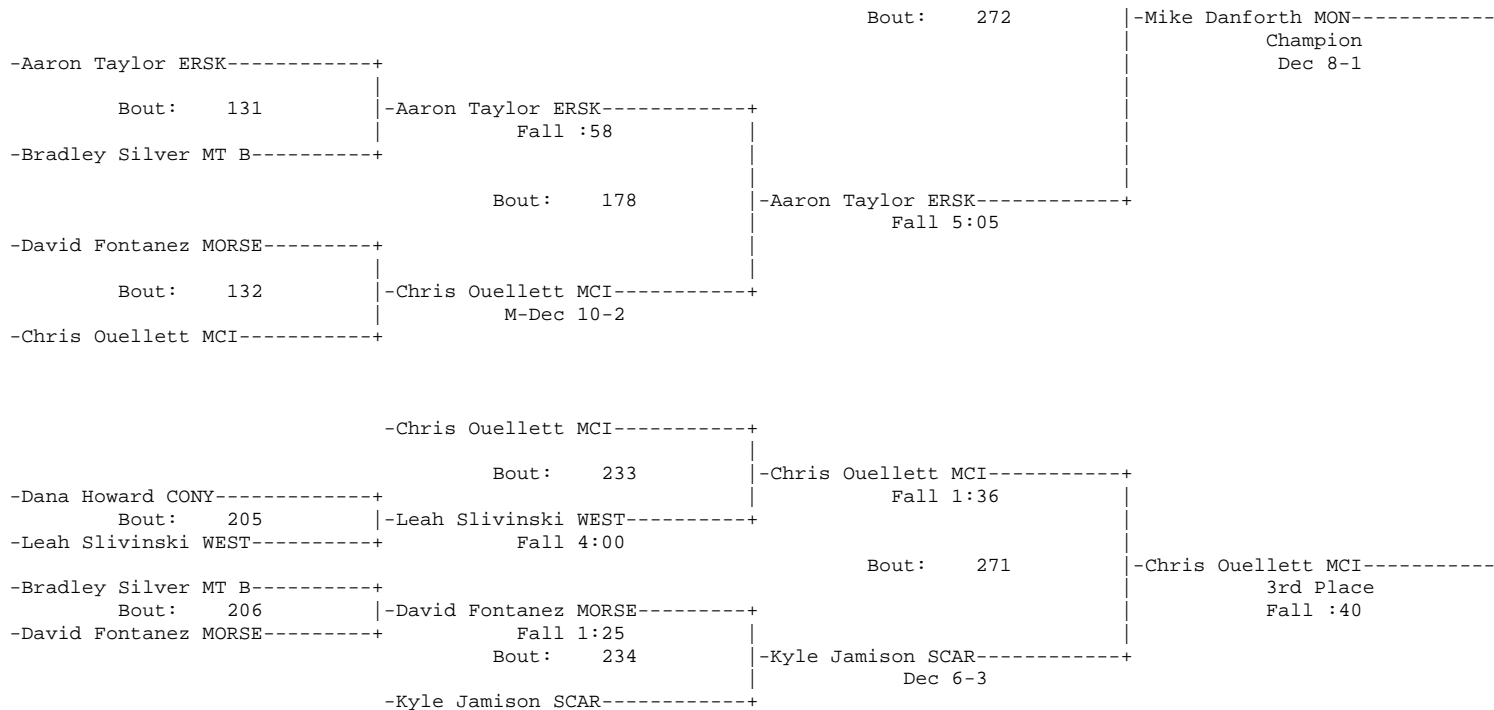 Bout: 272 |-Mike Danforth MON------------
Champion
-Aaron Taylor ERSK------------+ Dec 8-1
Bout: 131 |-Aaron Taylor ERSK------------+
Fall :58
-Bradley Silver MT B----------+
Bout: 178 |-Aaron Taylor ERSK------------+
Fall 5:05
-David Fontanez MORSE---------+
Bout: 132 |-Chris Ouellett MCI-----------+
M-Dec 10-2
-Chris Ouellett MCI-----------+
-Chris Ouellett MCI-----------+
Bout: 233 |-Chris Ouellett MCI-----------+
-Dana Howard CONY-------------+ Fall 1:36
Bout: 205 |-Leah Slivinski WEST----------+
-Leah Slivinski WEST----------+ Fall 4:00
Bout: 271 |-Chris Ouellett MCI-----------
-Bradley Silver MT B----------+ 3rd Place
Bout: 206 |-David Fontanez MORSE---------+ Fall :40
-David Fontanez MORSE---------+ Fall 1:25
Bout: 234 |-Kyle Jamison SCAR------------+
Dec 6-3
-Kyle Jamison SCAR------------+